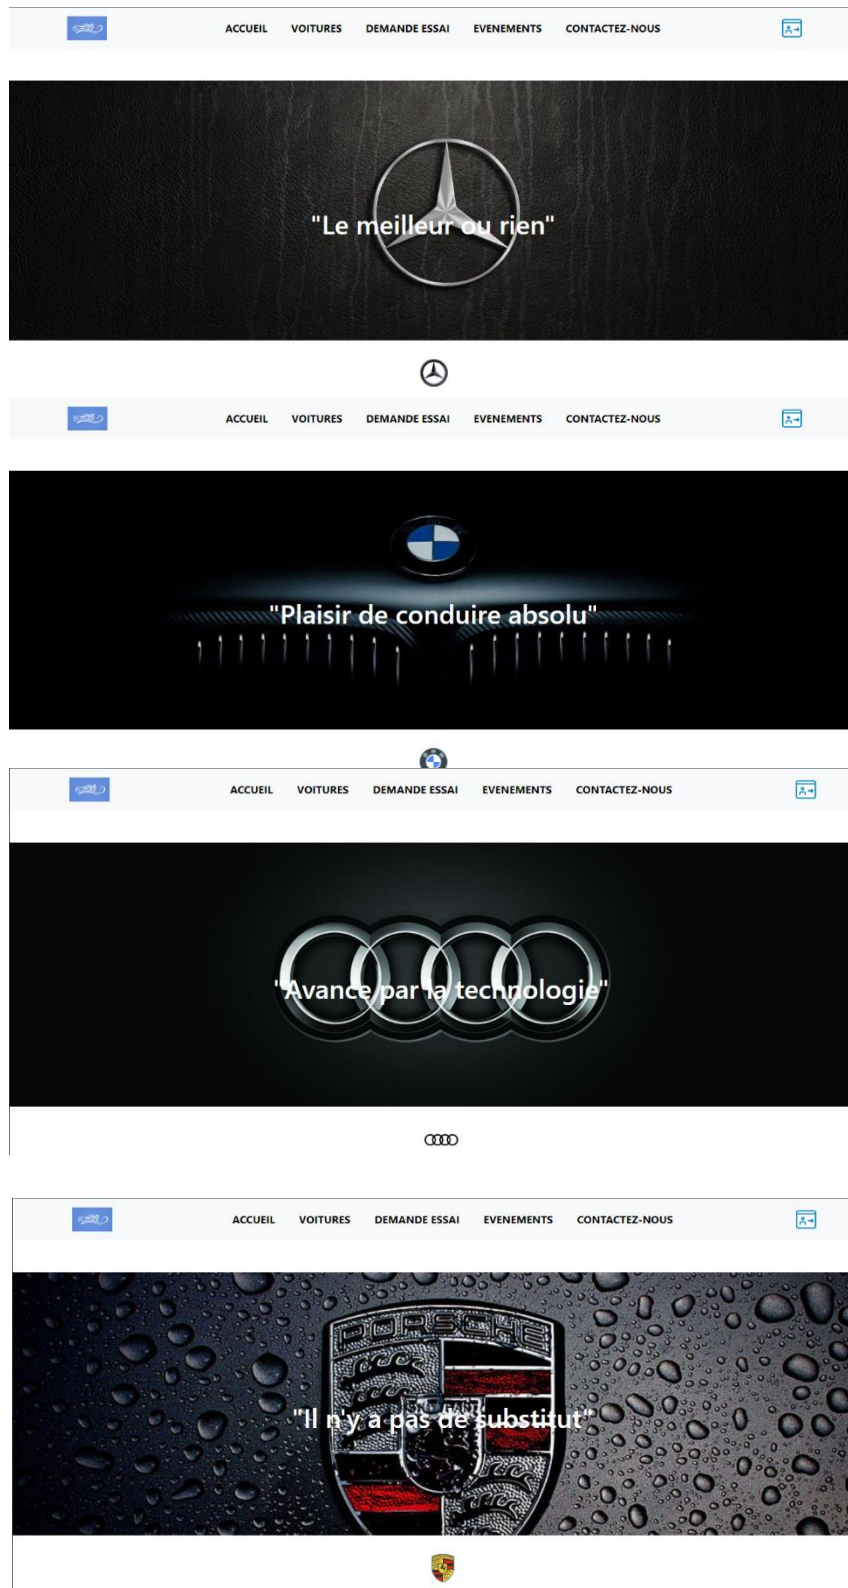 ACCUEIL VOITURES DEMANDE ESSAI EVENEMENTS CONTACTEZ-NOUS
"Le meilleur ou rien"
ACCUEIL VOITURES DEMANDE ESSAI EVENEMENTS CONTACTEZ-NOUS
"Plaisir de conduire absolu"
ACCUEIL VOITURES DEMANDE ESSAI EVENEMENTS CONTACTEZ-NOUS
"Avance par la technologie"
ACCUEIL VOITURES DEMANDE ESSAI EVENEMENTS CONTACTEZ-NOUS
PORSCHE
"Il n'y a pas de substitut"